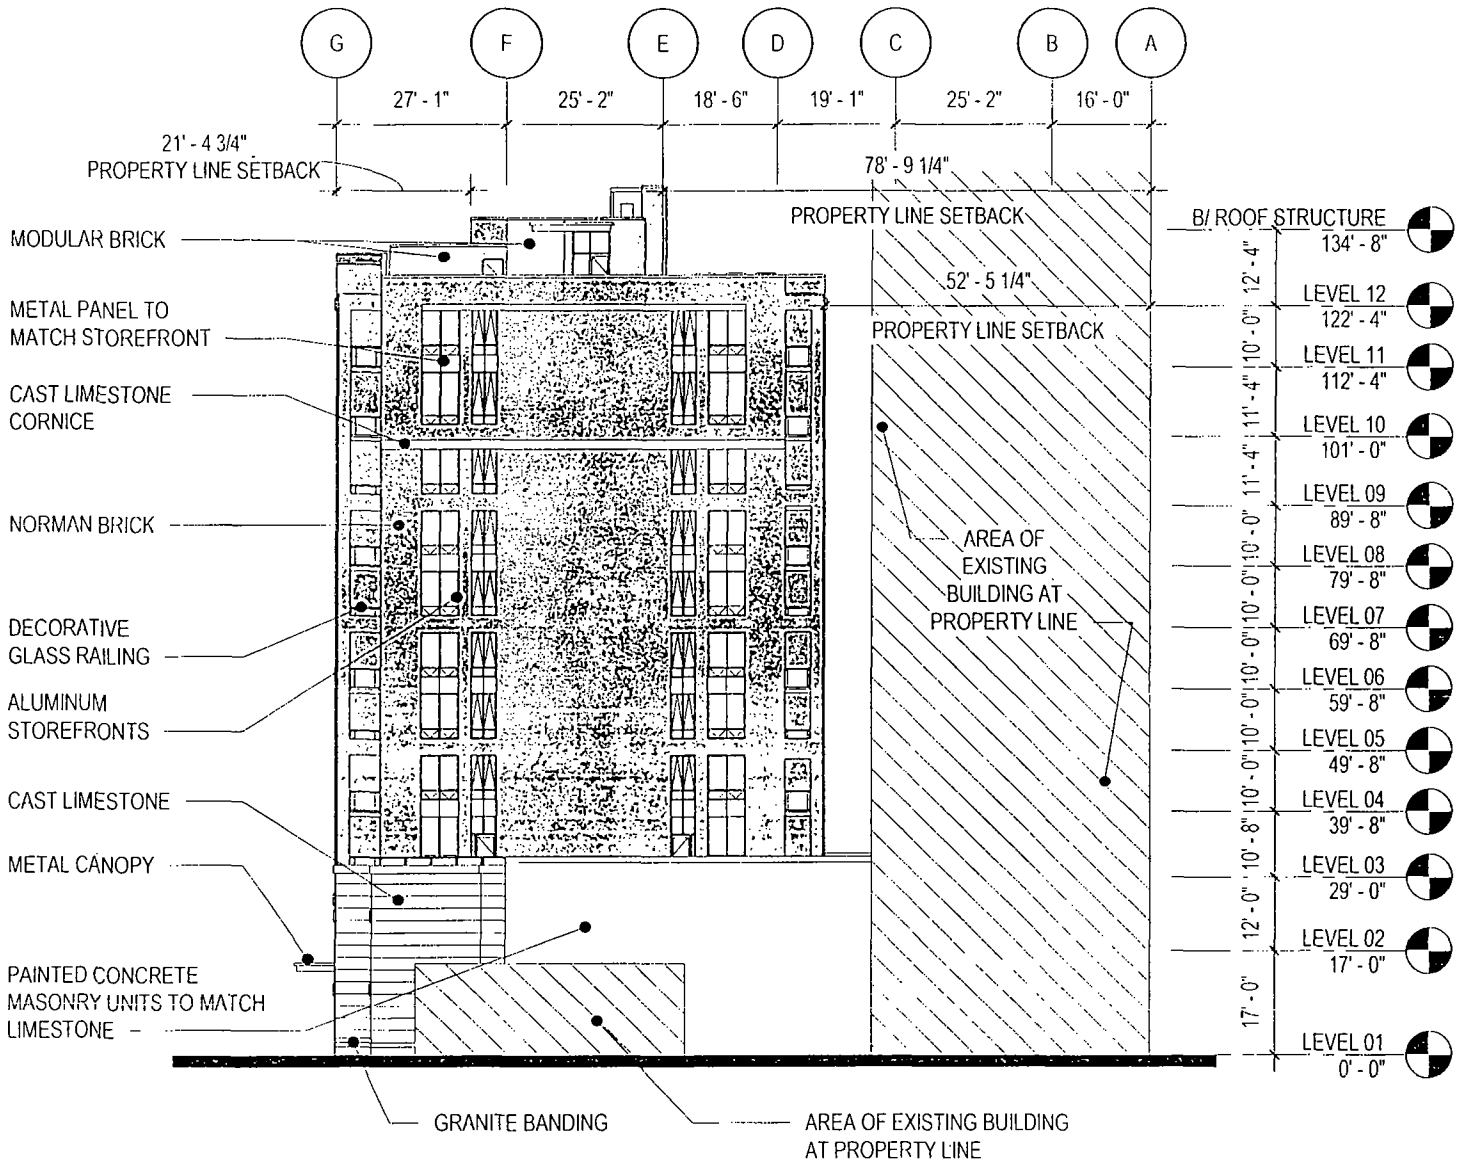 G F E D C B A
27' - 1" 25' - 2" 18' - 6" 19' - 1" 25' - 2" 16' - 0"
21' - 4 3/4"
PROPERTY LINE SETBACK
78' - 9 1/4"
PROPERTY LINE SETBACK
52' - 5 1/4"
PROPERTY LINE SETBACK
MODULAR BRICK
METAL PANEL TO
MATCH STOREFRONT
CAST LIMESTONE
CORNICE
NORMAN BRICK
DECORATIVE
GLASS RAILING
ALUMINUM
STOREFRONTS
CAST LIMESTONE
METAL CANOPY
PAINTED CONCRETE
MASONRY UNITS TO MATCH
LIMESTONE
AREA OF
EXISTING
BUILDING AT
PROPERTY LINE
GRANITE BANDING
AREA OF EXISTING BUILDING
AT PROPERTY LINE
B/ ROOF STRUCTURE
134' - 8"
12' - 4"
LEVEL 12
122' - 4"
10' - 0"
LEVEL 11
112' - 4"
11' - 4"
LEVEL 10
101' - 0"
11' - 4"
LEVEL 09
89' - 8"
10' - 0"
LEVEL 08
79' - 8"
10' - 0"
LEVEL 07
69' - 8"
10' - 0"
LEVEL 06
59' - 8"
10' - 0"
LEVEL 05
49' - 8"
10' - 0"
LEVEL 04
39' - 8"
10' - 8"
LEVEL 03
29' - 0"
12' - 0"
LEVEL 02
17' - 0"
17' - 0"
LEVEL 01
0' - 0"